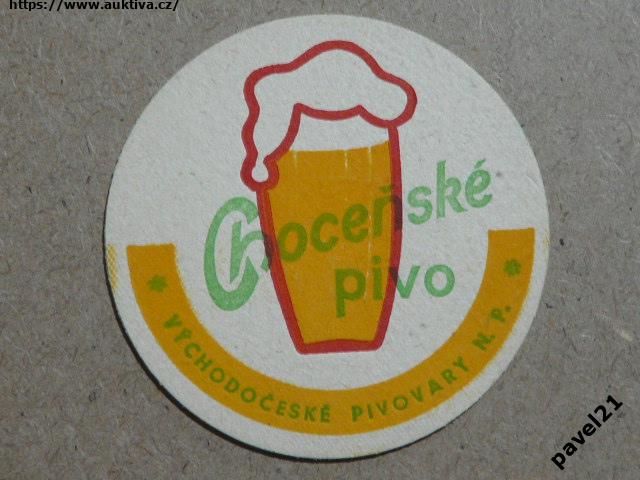 https://www.auktiva.cz/
Choceňské
pivo
* VÝCHODOČESKÉ PIVOVARY N. P. *
pavel21